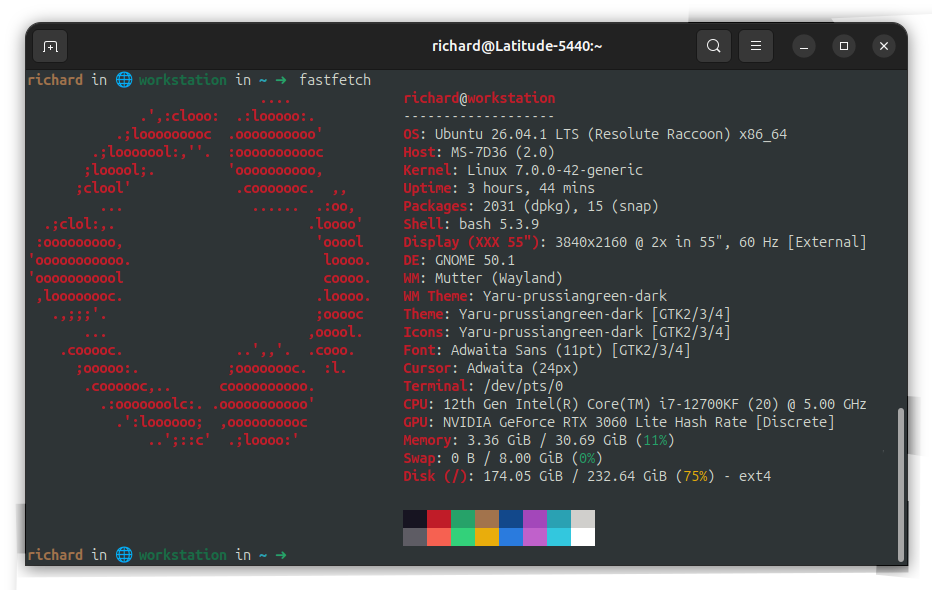 richard@Latitude-5440:~
richard in 🌐 workstation in ~ ➜ fastfetch
richard@workstation
-------------------
OS: Ubuntu 26.04.1 LTS (Resolute Raccoon) x86_64
Host: MS-7D36 (2.0)
Kernel: Linux 7.0.0-42-generic
Uptime: 3 hours, 44 mins
Packages: 2031 (dpkg), 15 (snap)
Shell: bash 5.3.9
Display (XXX 55"): 3840x2160 @ 2x in 55", 60 Hz [External]
DE: GNOME 50.1
WM: Mutter (Wayland)
WM Theme: Yaru-prussiangreen-dark
Theme: Yaru-prussiangreen-dark [GTK2/3/4]
Icons: Yaru-prussiangreen-dark [GTK2/3/4]
Font: Adwaita Sans (11pt) [GTK2/3/4]
Cursor: Adwaita (24px)
Terminal: /dev/pts/0
CPU: 12th Gen Intel(R) Core(TM) i7-12700KF (20) @ 5.00 GHz
GPU: NVIDIA GeForce RTX 3060 Lite Hash Rate [Discrete]
Memory: 3.36 GiB / 30.69 GiB (11%)
Swap: 0 B / 8.00 GiB (0%)
Disk (/): 174.05 GiB / 232.64 GiB (75%) - ext4
richard in 🌐 workstation in ~ ➜